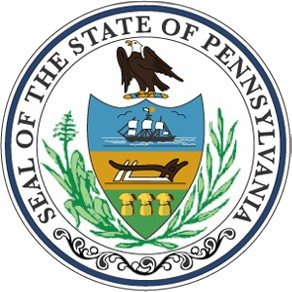 SEAL OF THE STATE OF PENNSYLVANIA